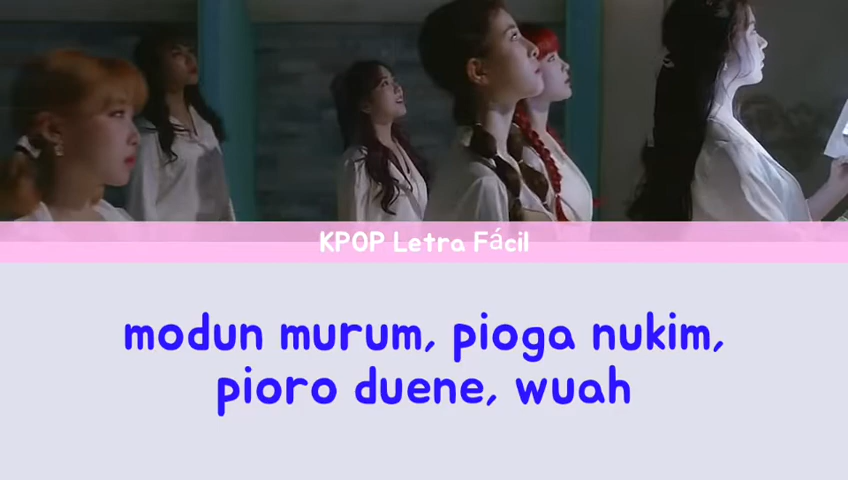 KPOP Letra Fácil
modun murum, pioga nukim,
pioro duene, wuah